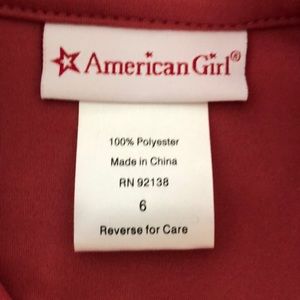 American Girl®
100% Polyester
Made in China
RN 92138
6
Reverse for Care